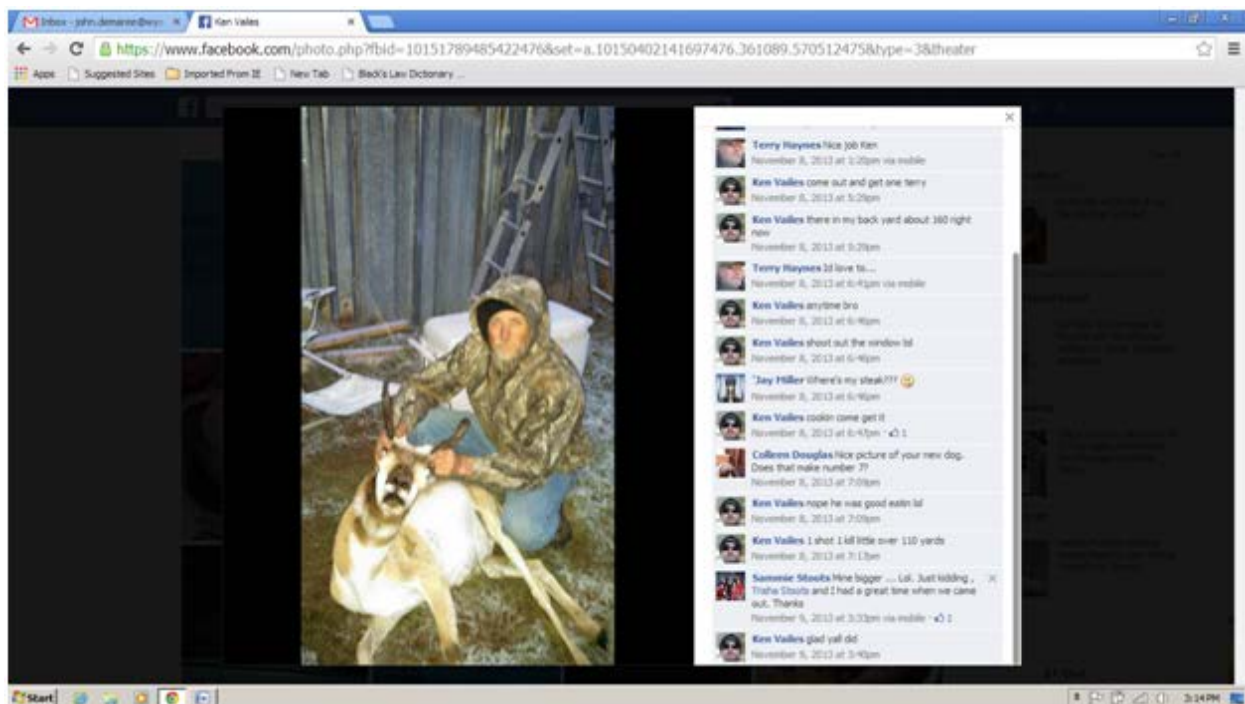 Inbox - john.demaree@wyo
Ken Vailes
https://www.facebook.com/photo.php?fbid=10151789485422476&set=a.10150402141697476.361089.570512475&type=3&theater
Apps Suggested Sites Imported From IE New Tab Black's Law Dictionary ...
Terry Haynes Nice job Ken
November 8, 2013 at 1:20pm via mobile
Ken Vailes come out and get one terry
November 8, 2013 at 5:29pm
Ken Vailes there in my back yard about 160 right
now
November 8, 2013 at 5:29pm
Terry Haynes Id love to...
November 8, 2013 at 6:41pm via mobile
Ken Vailes anytime bro
November 8, 2013 at 6:46pm
Ken Vailes shoot out the window lol
November 8, 2013 at 6:46pm
'Jay Miller Where's my steak???
November 8, 2013 at 6:46pm
Ken Vailes cookin come get it
November 8, 2013 at 6:47pm · 1
Colleen Douglas Nice picture of your new dog.
Does that make number 7?
November 8, 2013 at 7:09pm
Ken Vailes nope he was good eatin lol
November 8, 2013 at 7:09pm
Ken Vailes 1 shot 1 kill little over 110 yards
November 8, 2013 at 7:13pm
Sammie Stoots Mine bigger ... Lol. Just kidding ,
Trisha Stoots and I had a great time when we came
out. Thanks
November 9, 2013 at 3:33pm via mobile · 1
Ken Vailes glad yall did
November 9, 2013 at 3:40pm
Start
3:14 PM